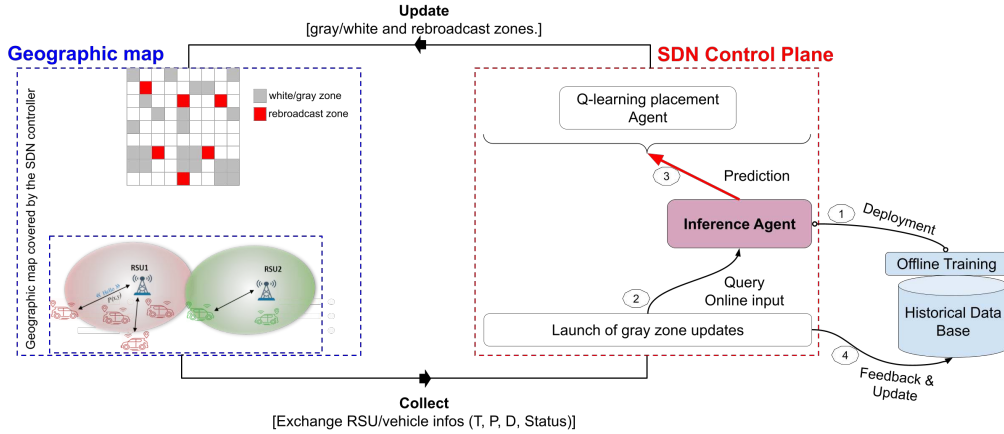 Update
[gray/white and rebroadcast zones.]
Geographic map
SDN Control Plane
Geographic map covered by the SDN controller
white/gray zone
rebroadcast zone
RSU1
RSU2
Hello
P(x,y)
Q-learning placement
Agent
3
Prediction
Inference Agent
1
Deployment
Offline Training
Historical Data
Base
2
Query
Online input
Launch of gray zone updates
4
Feedback &
Update
Collect
[Exchange RSU/vehicle infos (T, P, D, Status)]